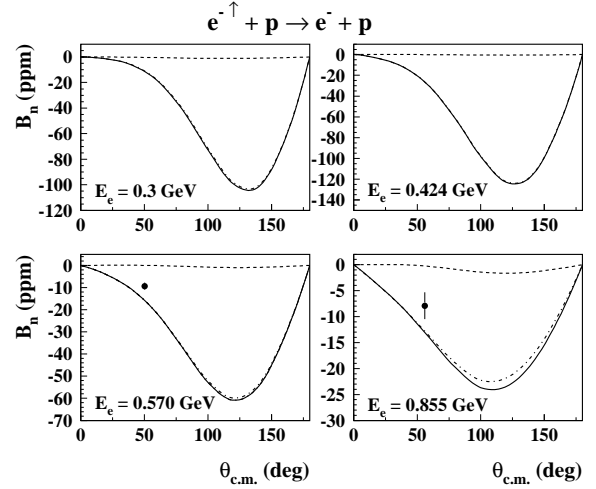 e⁻↑ + p → e⁻ + p
B_n (ppm)
0
-20
-40
-60
-80
-100
-120
0 50 100 150
E_e = 0.3 GeV
0
-20
-40
-60
-80
-100
-120
-140
0 50 100 150
E_e = 0.424 GeV
B_n (ppm)
0
-10
-20
-30
-40
-50
-60
-70
0 50 100 150
E_e = 0.570 GeV
θ_c.m. (deg)
0
-5
-10
-15
-20
-25
-30
0 50 100 150
E_e = 0.855 GeV
θ_c.m. (deg)